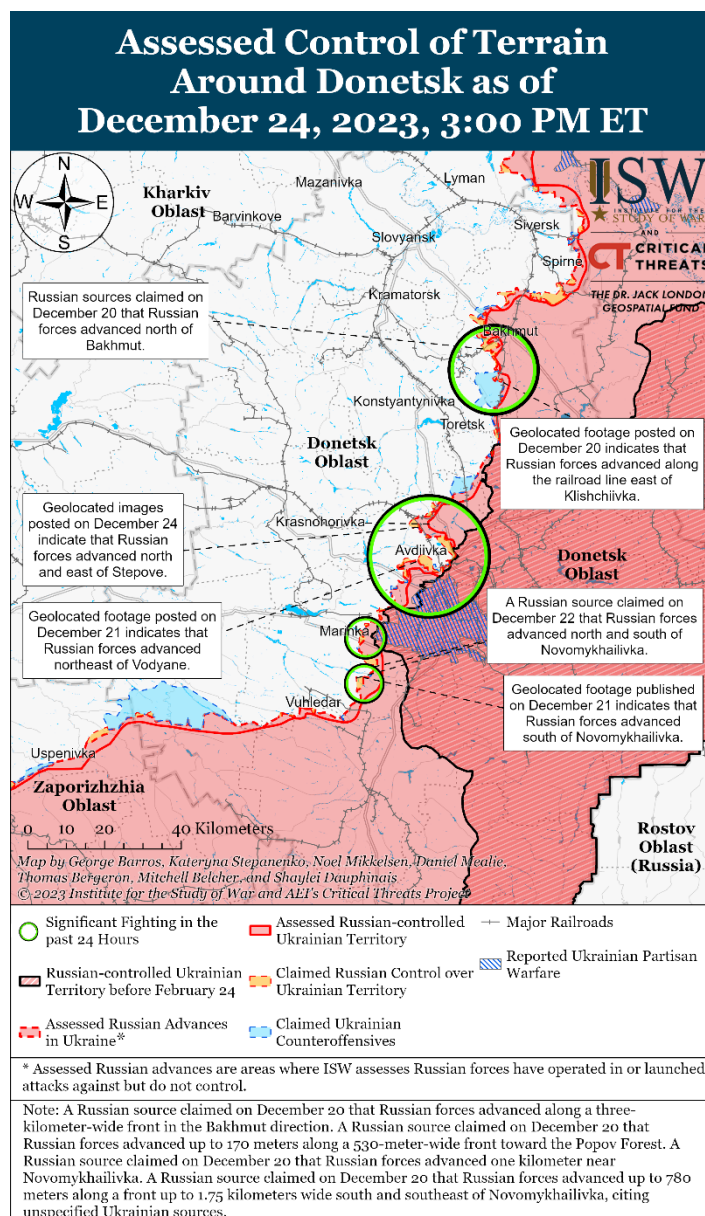 Assessed Control of Terrain
Around Donetsk as of
December 24, 2023, 3:00 PM ET
N
W
E
S
Kharkiv
Oblast
Mazanivka
Lyman
Barvinkove
Slovyansk
Siversk
Spirne
Kramatorsk
ISW
INSTITUTE FOR THE
STUDY OF WAR
AND
CT CRITICAL
THREATS
THE DR. JACK LONDON
GEOSPATIAL FUND
Russian sources claimed on
December 20 that Russian
forces advanced north of
Bakhmut.
Bakhmut
Konstyantynivka
Toretsk
Donetsk
Oblast
Geolocated footage posted on
December 20 indicates that
Russian forces advanced along
the railroad line east of
Klishchiivka.
Geolocated images
posted on December 24
indicate that Russian
forces advanced north
and east of Stepove.
Krasnohorivka
Avdiivka
Donetsk
Oblast
Geolocated footage posted on
December 21 indicates that
Russian forces advanced
northeast of Vodyane.
Marinka
A Russian source claimed on
December 22 that Russian forces
advanced north and south of
Novomykhailivka.
Geolocated footage published
on December 21 indicates that
Russian forces advanced
south of Novomykhailivka.
Vuhledar
Uspenivka
Zaporizhzhia
Oblast
Rostov
Oblast
(Russia)
0 10 20 40 Kilometers
Map by George Barros, Kateryna Stepanenko, Noel Mikkelsen, Daniel Mealie,
Thomas Bergeron, Mitchell Belcher, and Shaylei Dauphinais
© 2023 Institute for the Study of War and AEI's Critical Threats Project
Significant Fighting in the
past 24 Hours
Assessed Russian-controlled
Ukrainian Territory
Major Railroads
Russian-controlled Ukrainian
Territory before February 24
Claimed Russian Control over
Ukrainian Territory
Reported Ukrainian Partisan
Warfare
Assessed Russian Advances
in Ukraine*
Claimed Ukrainian
Counteroffensives
* Assessed Russian advances are areas where ISW assesses Russian forces have operated in or launched
attacks against but do not control.
Note: A Russian source claimed on December 20 that Russian forces advanced along a three-
kilometer-wide front in the Bakhmut direction. A Russian source claimed on December 20 that
Russian forces advanced up to 170 meters along a 530-meter-wide front toward the Popov Forest. A
Russian source claimed on December 20 that Russian forces advanced one kilometer near
Novomykhailivka. A Russian source claimed on December 20 that Russian forces advanced up to 780
meters along a front up to 1.75 kilometers wide south and southeast of Novomykhailivka, citing
unspecified Ukrainian sources.